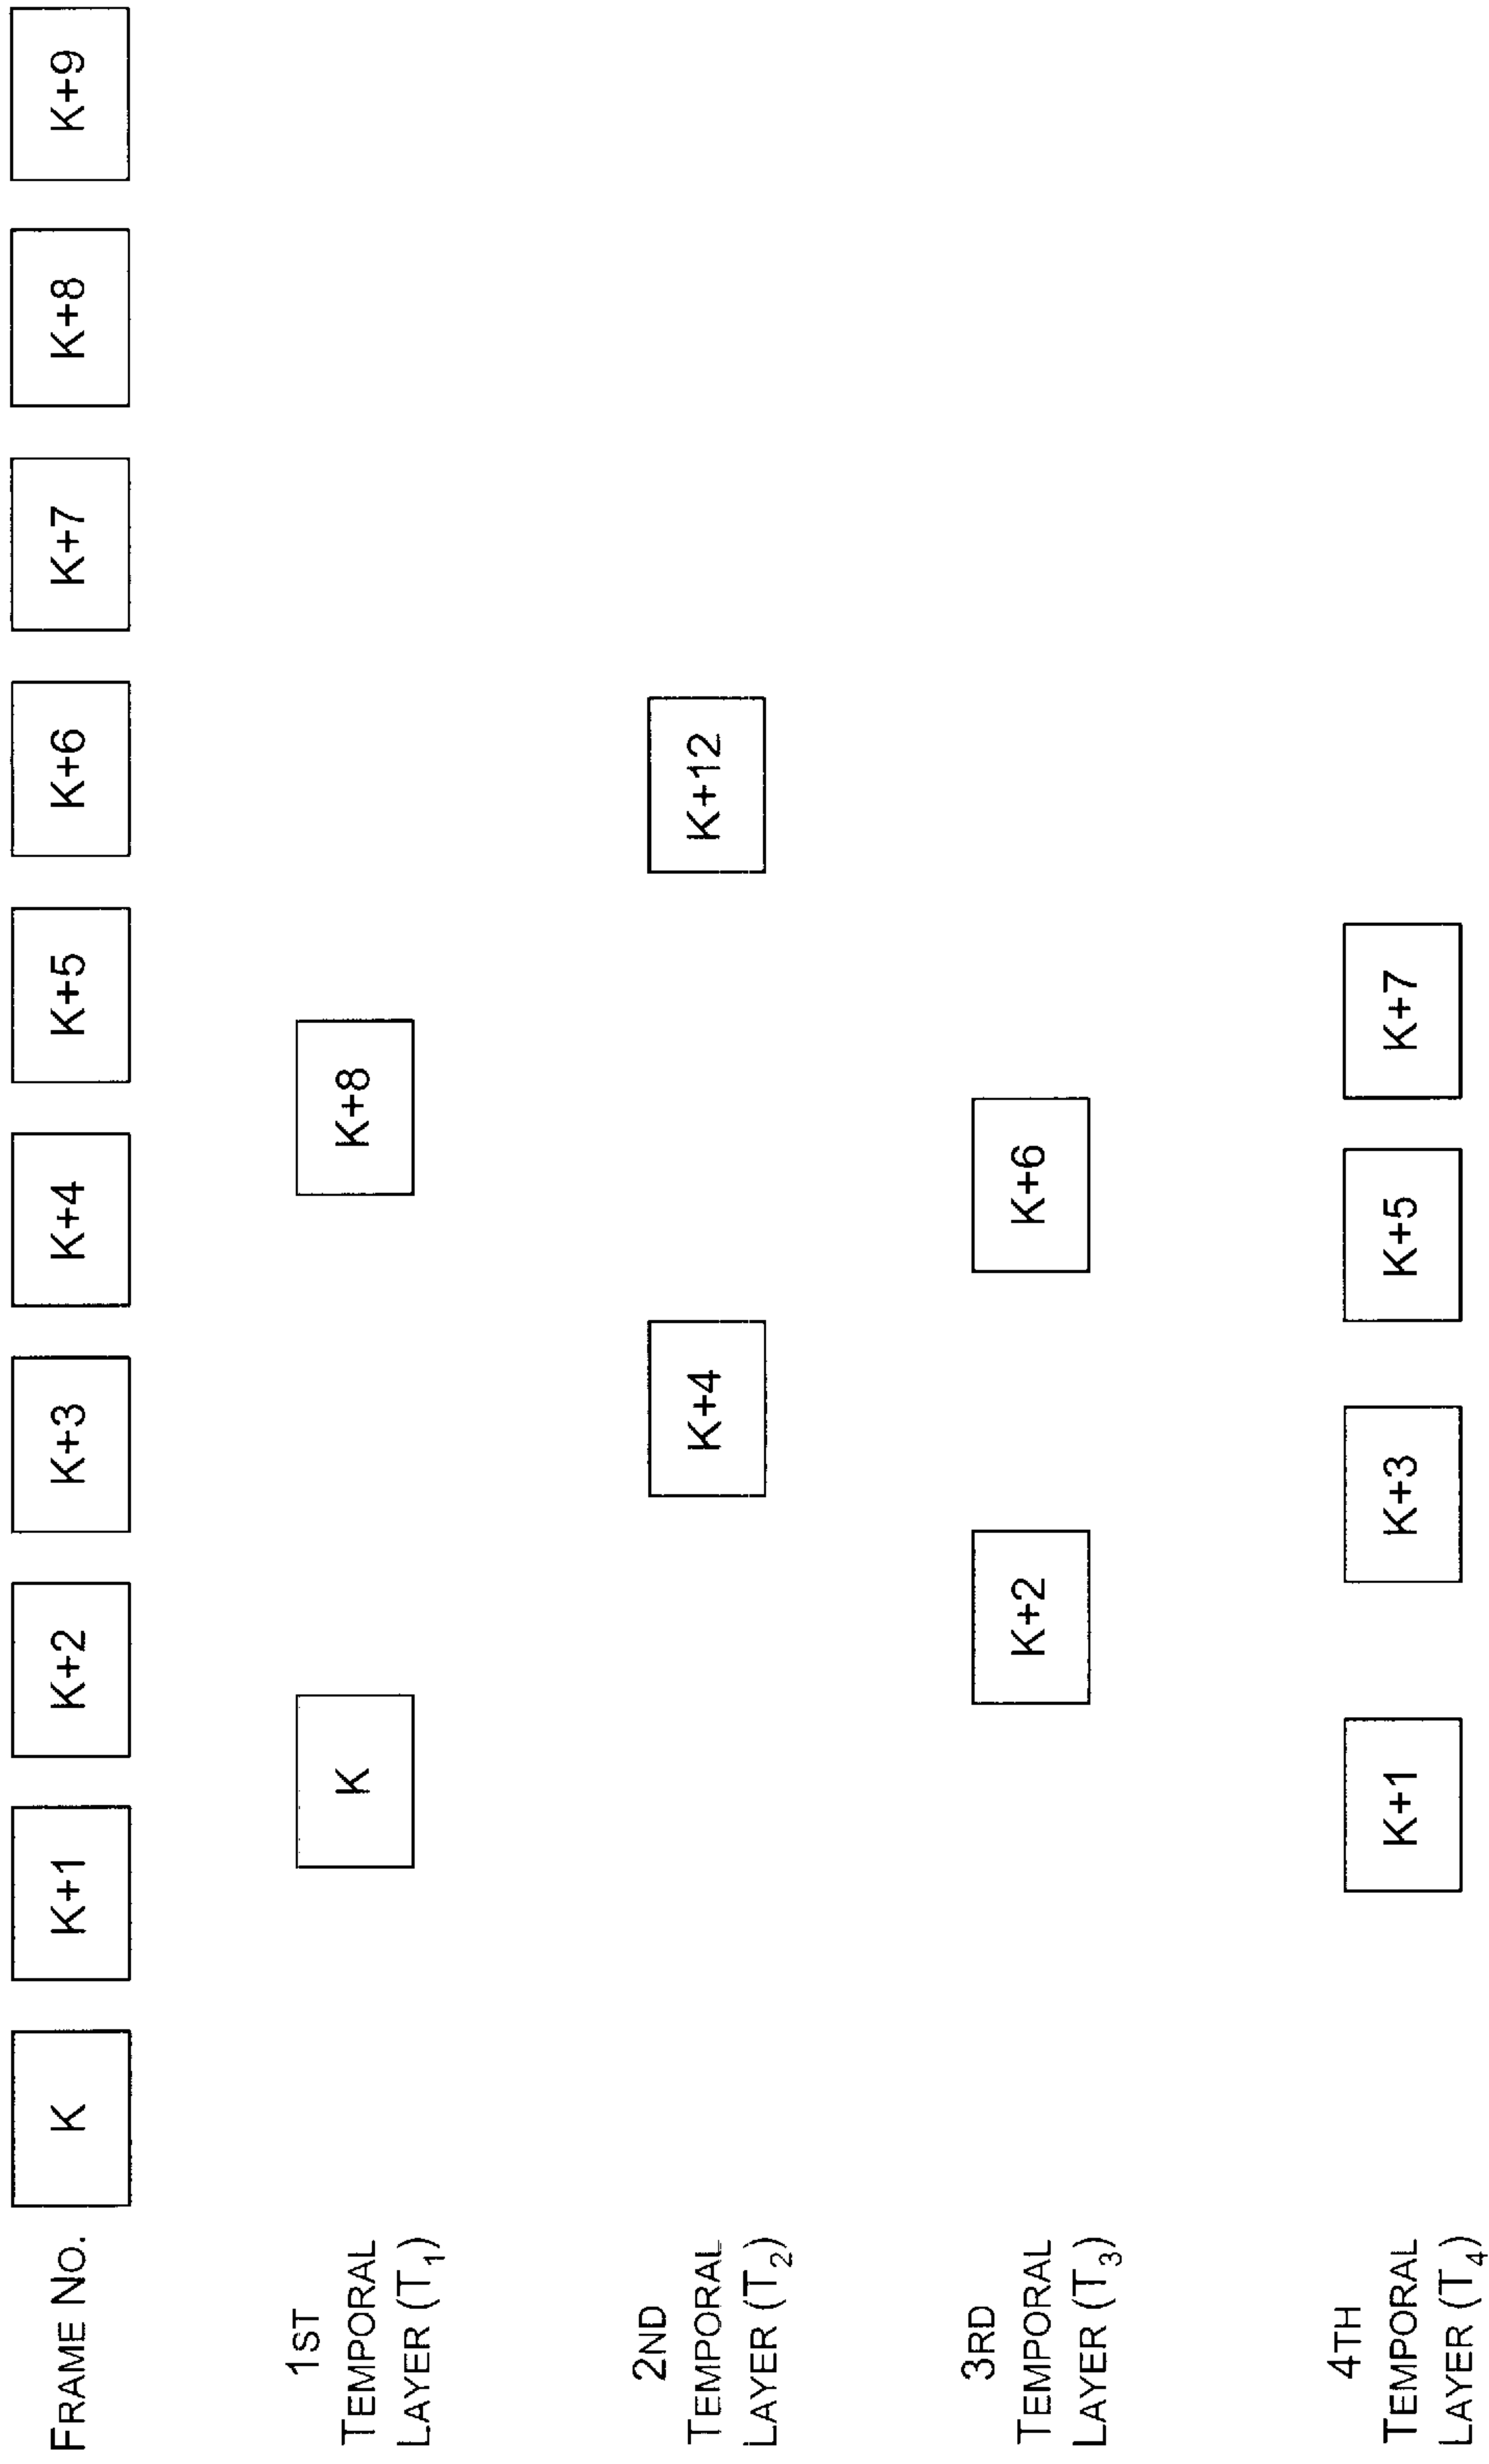 FRAME NO. K K+1 K+2 K+3 K+4 K+5 K+6 K+7 K+8 K+9
1ST
TEMPORAL
LAYER (T1)
K K+8
2ND
TEMPORAL
LAYER (T2)
K+4 K+12
3RD
TEMPORAL
LAYER (T3)
K+2 K+6
4TH
TEMPORAL
LAYER (T4)
K+1 K+3 K+5 K+7